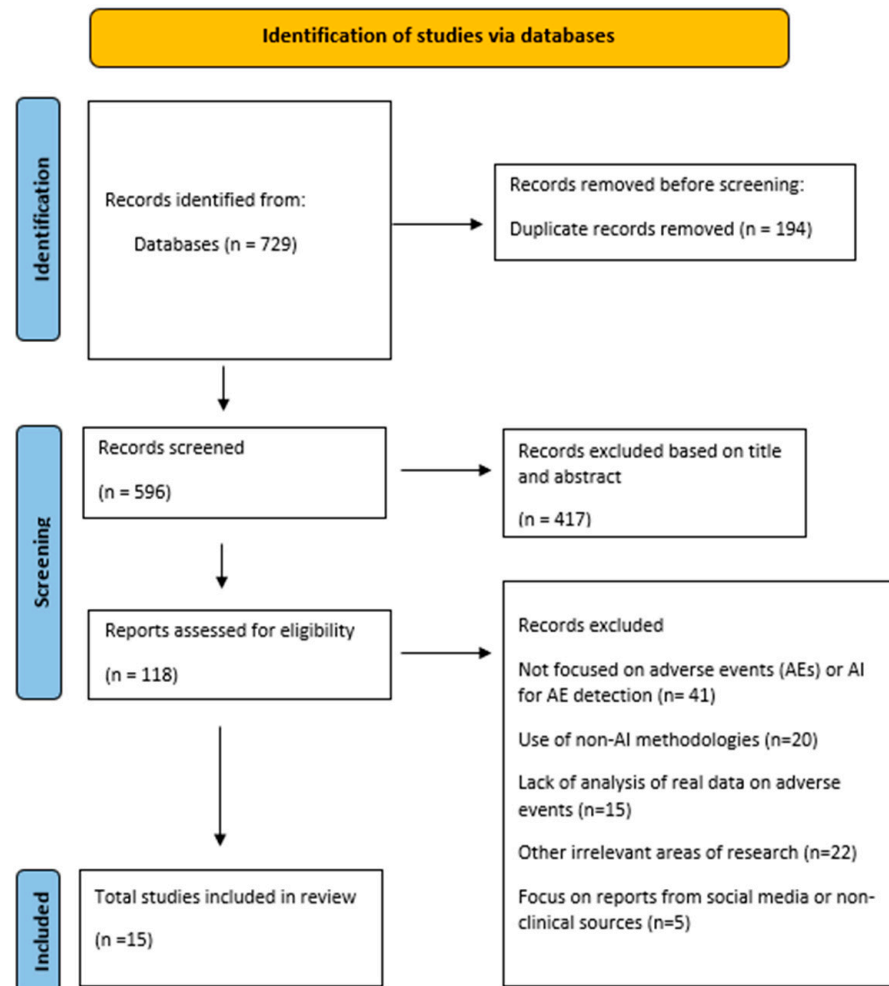 Identification of studies via databases
Identification
Records identified from:
Databases (n = 729)
Records removed before screening:
Duplicate records removed (n = 194)
Screening
Records screened
(n = 596)
Records excluded based on title
and abstract
(n = 417)
Reports assessed for eligibility
(n = 118)
Records excluded
Not focused on adverse events (AEs) or AI
for AE detection (n= 41)
Use of non-AI methodologies (n=20)
Lack of analysis of real data on adverse
events (n=15)
Other irrelevant areas of research (n=22)
Focus on reports from social media or non-
clinical sources (n=5)
Included
Total studies included in review
(n =15)